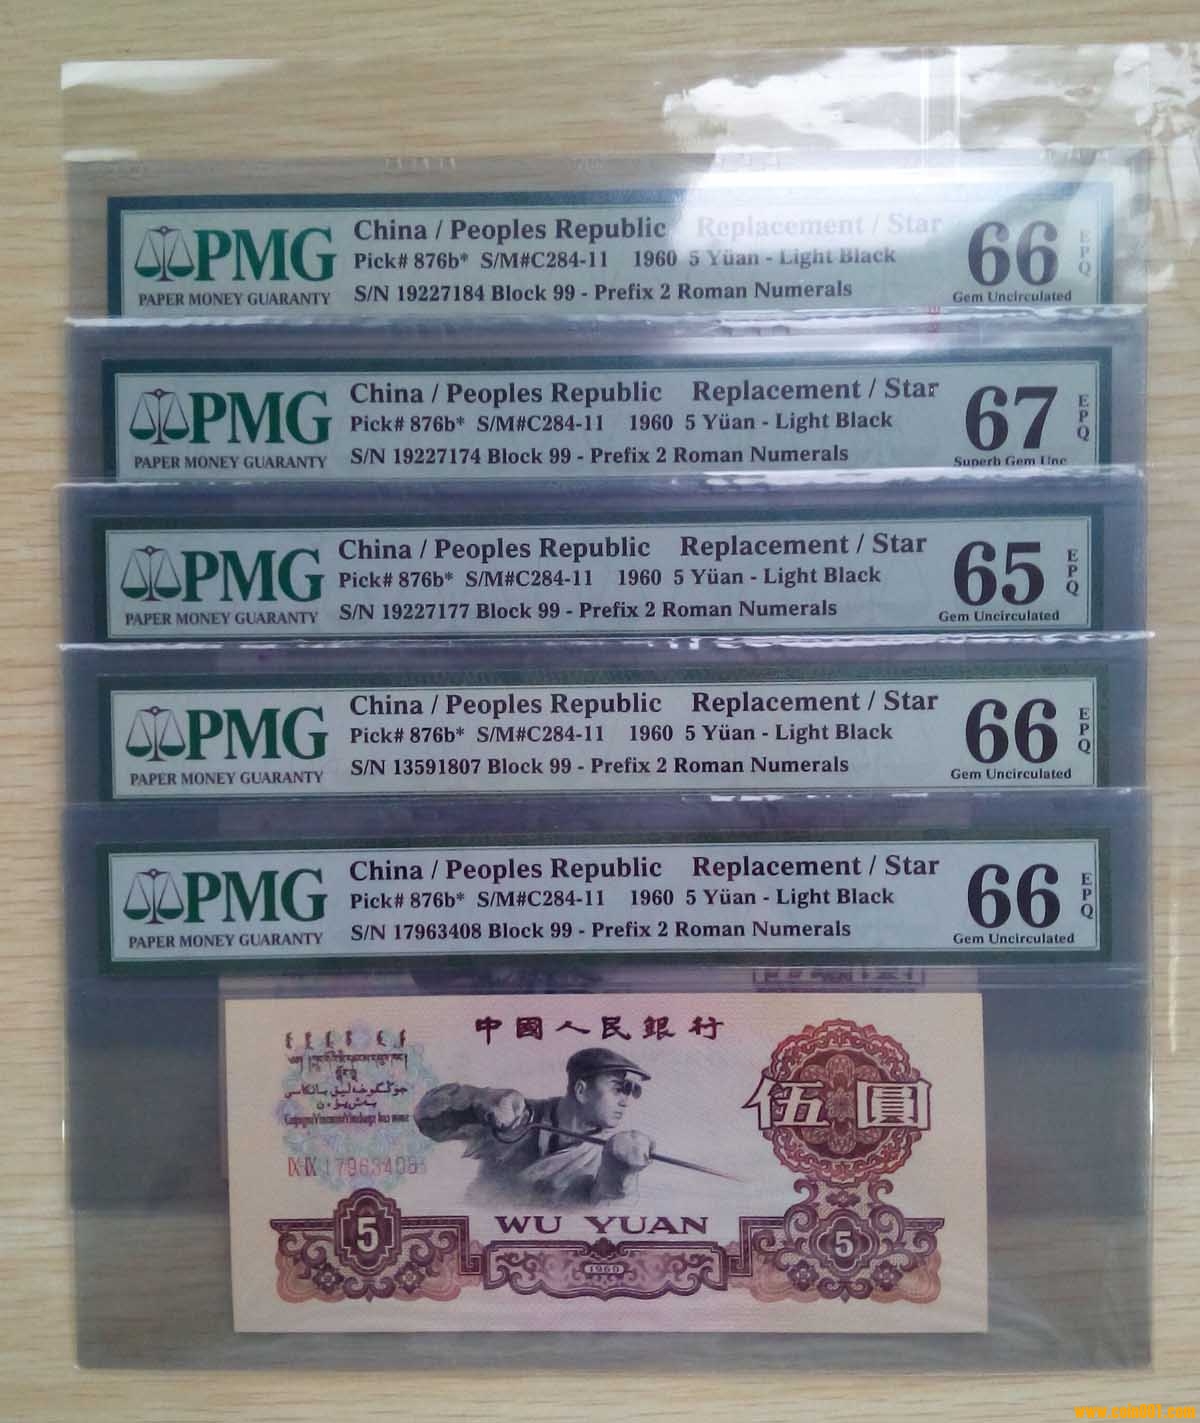 China / Peoples Republic Replacement / Star
PMG
Pick# 876b* S/M#C284-11 1960 5 Yüan - Light Black
PAPER MONEY GUARANTY
S/N 19227184 Block 99 - Prefix 2 Roman Numerals
66
EPQ
Gem Uncirculated
China / Peoples Republic Replacement / Star
PMG
Pick# 876b* S/M#C284-11 1960 5 Yüan - Light Black
PAPER MONEY GUARANTY
S/N 19227174 Block 99 - Prefix 2 Roman Numerals
67
EPQ
Superb Gem Unc
China / Peoples Republic Replacement / Star
PMG
Pick# 876b* S/M#C284-11 1960 5 Yüan - Light Black
PAPER MONEY GUARANTY
S/N 19227177 Block 99 - Prefix 2 Roman Numerals
65
EPQ
Gem Uncirculated
China / Peoples Republic Replacement / Star
PMG
Pick# 876b* S/M#C284-11 1960 5 Yüan - Light Black
PAPER MONEY GUARANTY
S/N 13591807 Block 99 - Prefix 2 Roman Numerals
66
EPQ
Gem Uncirculated
China / Peoples Republic Replacement / Star
PMG
Pick# 876b* S/M#C284-11 1960 5 Yüan - Light Black
PAPER MONEY GUARANTY
S/N 17963408 Block 99 - Prefix 2 Roman Numerals
66
EPQ
Gem Uncirculated
中國人民銀行
伍圓
IX IX 17963408
WU YUAN
5
5
1960